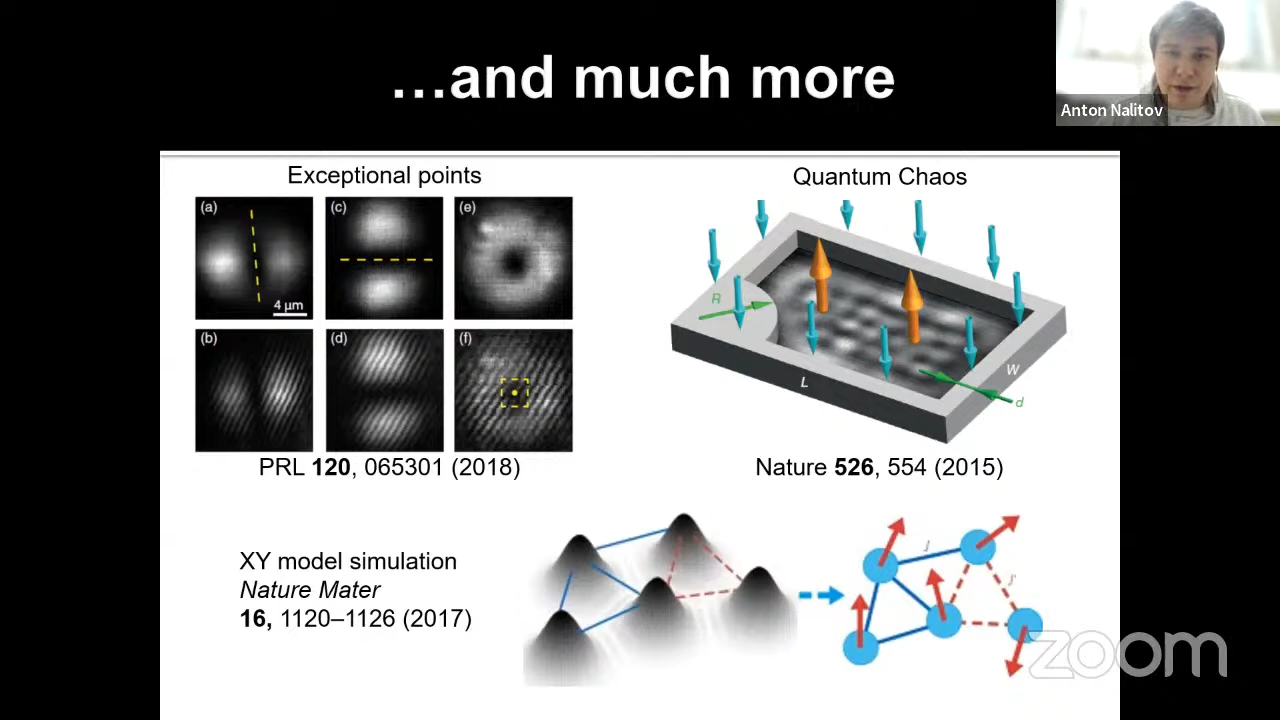 …and much more
Anton Nalitov
Exceptional points
Quantum Chaos
(a)
(c)
(e)
4 μm
(b)
(d)
(f)
R
L
W
d
PRL 120, 065301 (2018)
Nature 526, 554 (2015)
XY model simulation
Nature Mater
16, 1120–1126 (2017)
J
J'
zoom